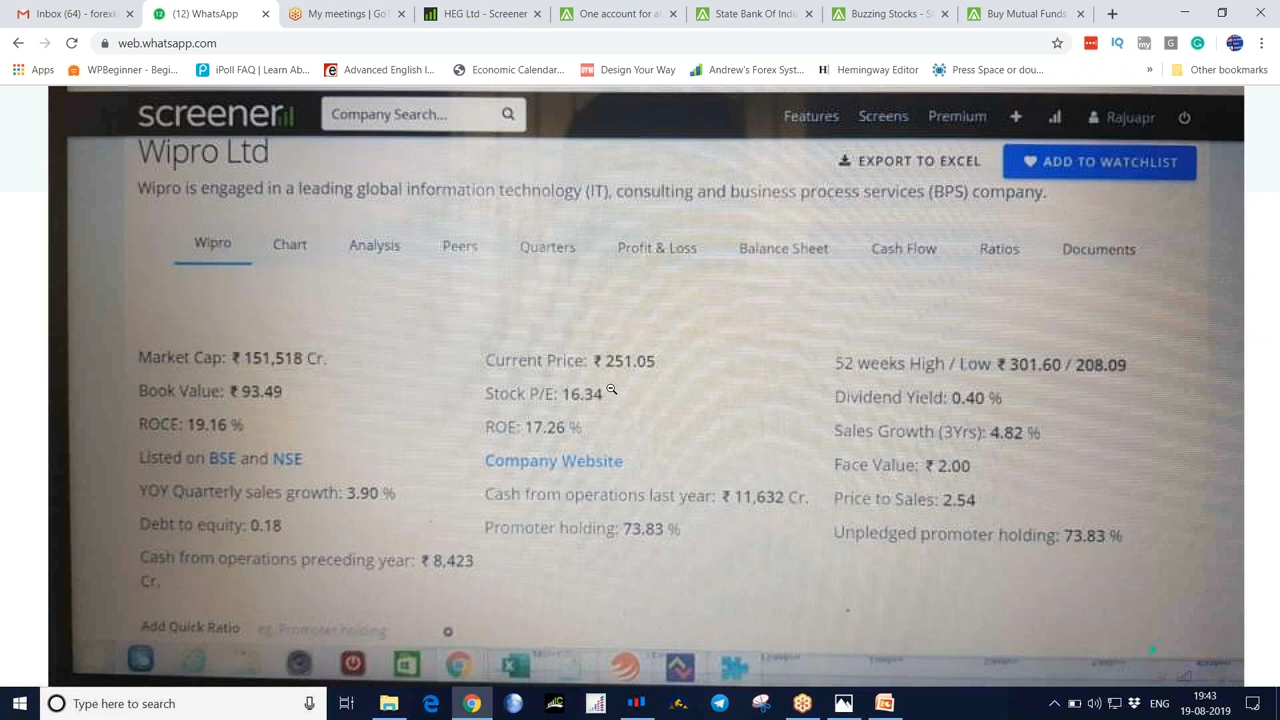 Inbox (64) - forexk
(12) WhatsApp
My meetings | GoT
HEG Ltd - Screener
One account for al
State Bank Of Indi
Buzzing Stocks - St
Buy Mutual Funds
web.whatsapp.com
Apps
WPBeginner - Begi...
iPoll FAQ | Learn Ab...
Advanced English I...
Economic Calendar...
Design Your Way
Andrew's Forex Syst...
Hemingway Editor
Press Space or dou...
»
Other bookmarks
screener
Company Search...
Features
Screens
Premium
Rajuapr
Wipro Ltd
EXPORT TO EXCEL
ADD TO WATCHLIST
Wipro is engaged in a leading global information technology (IT), consulting and business process services (BPS) company.
Wipro
Chart
Analysis
Peers
Quarters
Profit & Loss
Balance Sheet
Cash Flow
Ratios
Documents
Market Cap: ₹ 151,518 Cr.
Current Price: ₹ 251.05
52 weeks High / Low ₹ 301.60 / 208.09
Book Value: ₹ 93.49
Stock P/E: 16.34
Dividend Yield: 0.40 %
ROCE: 19.16 %
ROE: 17.26 %
Sales Growth (3Yrs): 4.82 %
Listed on BSE and NSE
Company Website
Face Value: ₹ 2.00
YOY Quarterly sales growth: 3.90 %
Cash from operations last year: ₹ 11,632 Cr.
Price to Sales: 2.54
Debt to equity: 0.18
Promoter holding: 73.83 %
Unpledged promoter holding: 73.83 %
Cash from operations preceding year: ₹ 8,423
Cr.
Add Quick Ratio
eg. Promoter holding
Type here to search
ENG
19:43
19-08-2019